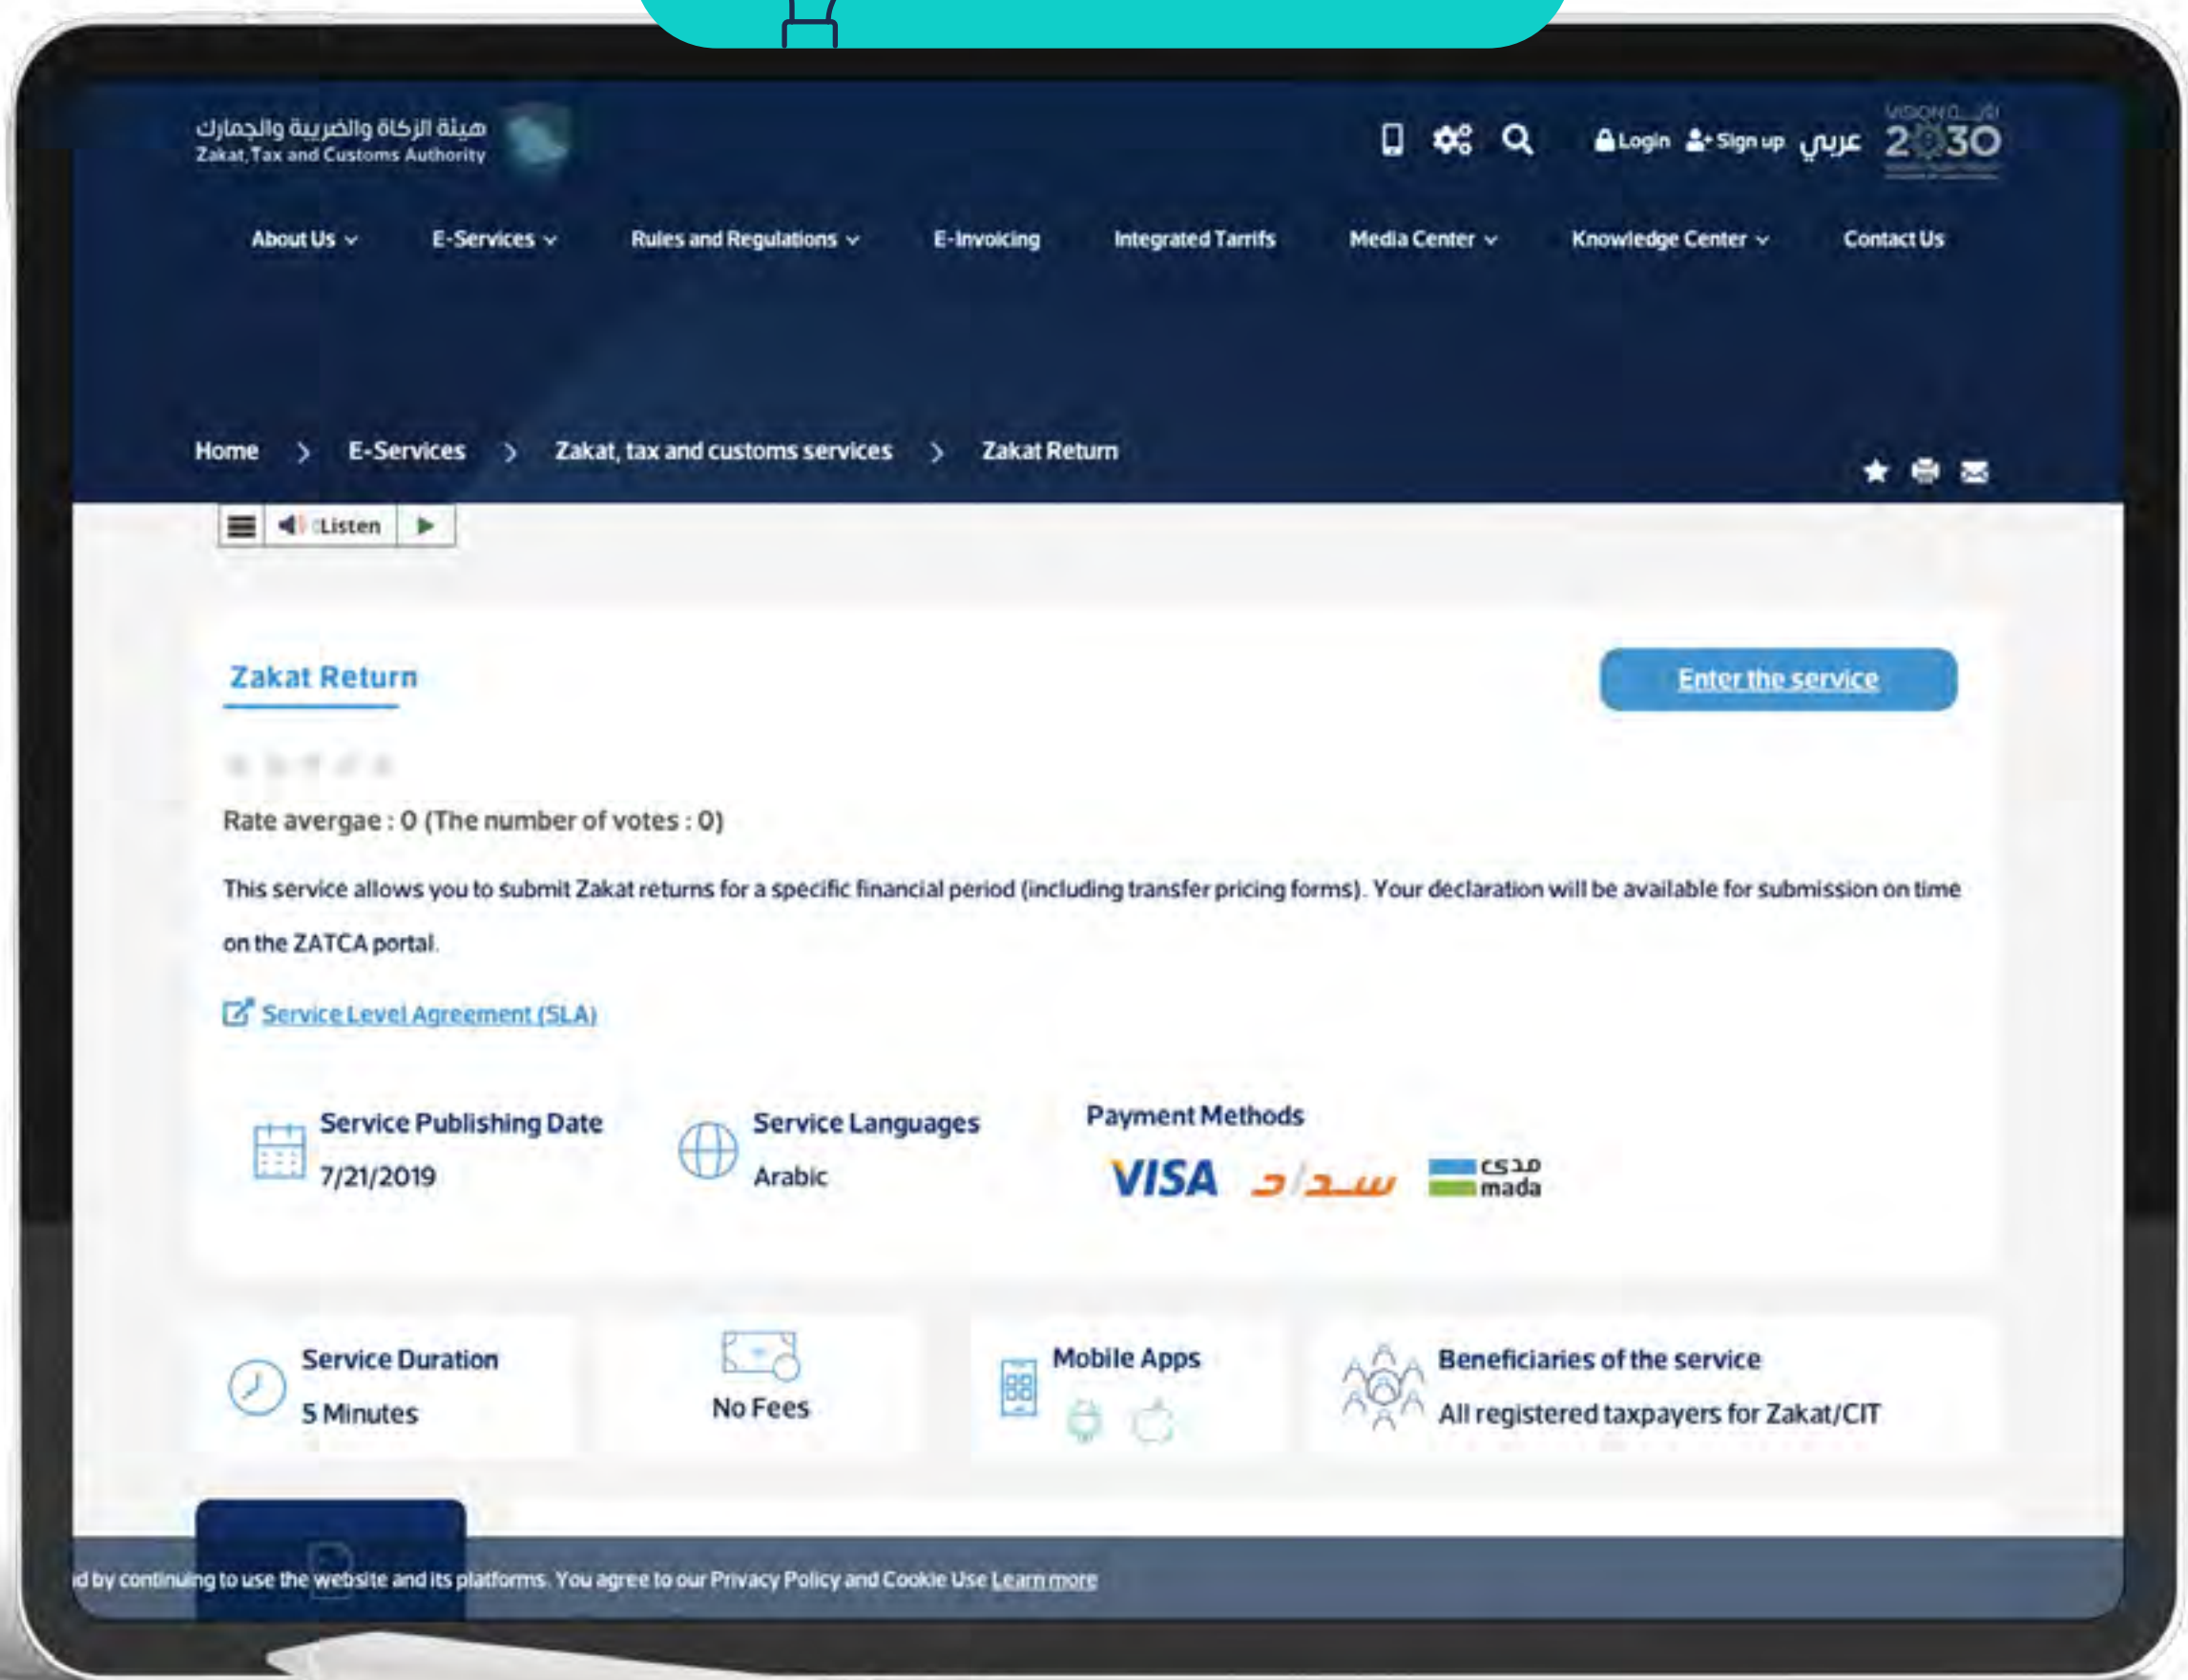 هيئة الزكاة والضريبة والجمارك
Zakat, Tax and Customs Authority
Login Sign up عربي
VISION رؤية
2030
About Us E-Services Rules and Regulations E-Invoicing Integrated Tarrifs Media Center Knowledge Center Contact Us
Home > E-Services > Zakat, tax and customs services > Zakat Return
Listen
Zakat Return
Enter the service
Rate avergae : 0 (The number of votes : 0)
This service allows you to submit Zakat returns for a specific financial period (including transfer pricing forms). Your declaration will be available for submission on time
on the ZATCA portal.
Service Level Agreement (SLA)
Service Publishing Date
7/21/2019
Service Languages
Arabic
Payment Methods
VISA سداد مدى mada
Service Duration
5 Minutes
No Fees
Mobile Apps
Beneficiaries of the service
All registered taxpayers for Zakat/CIT
by continuing to use the website and its platforms. You agree to our Privacy Policy and Cookie Use Learn more